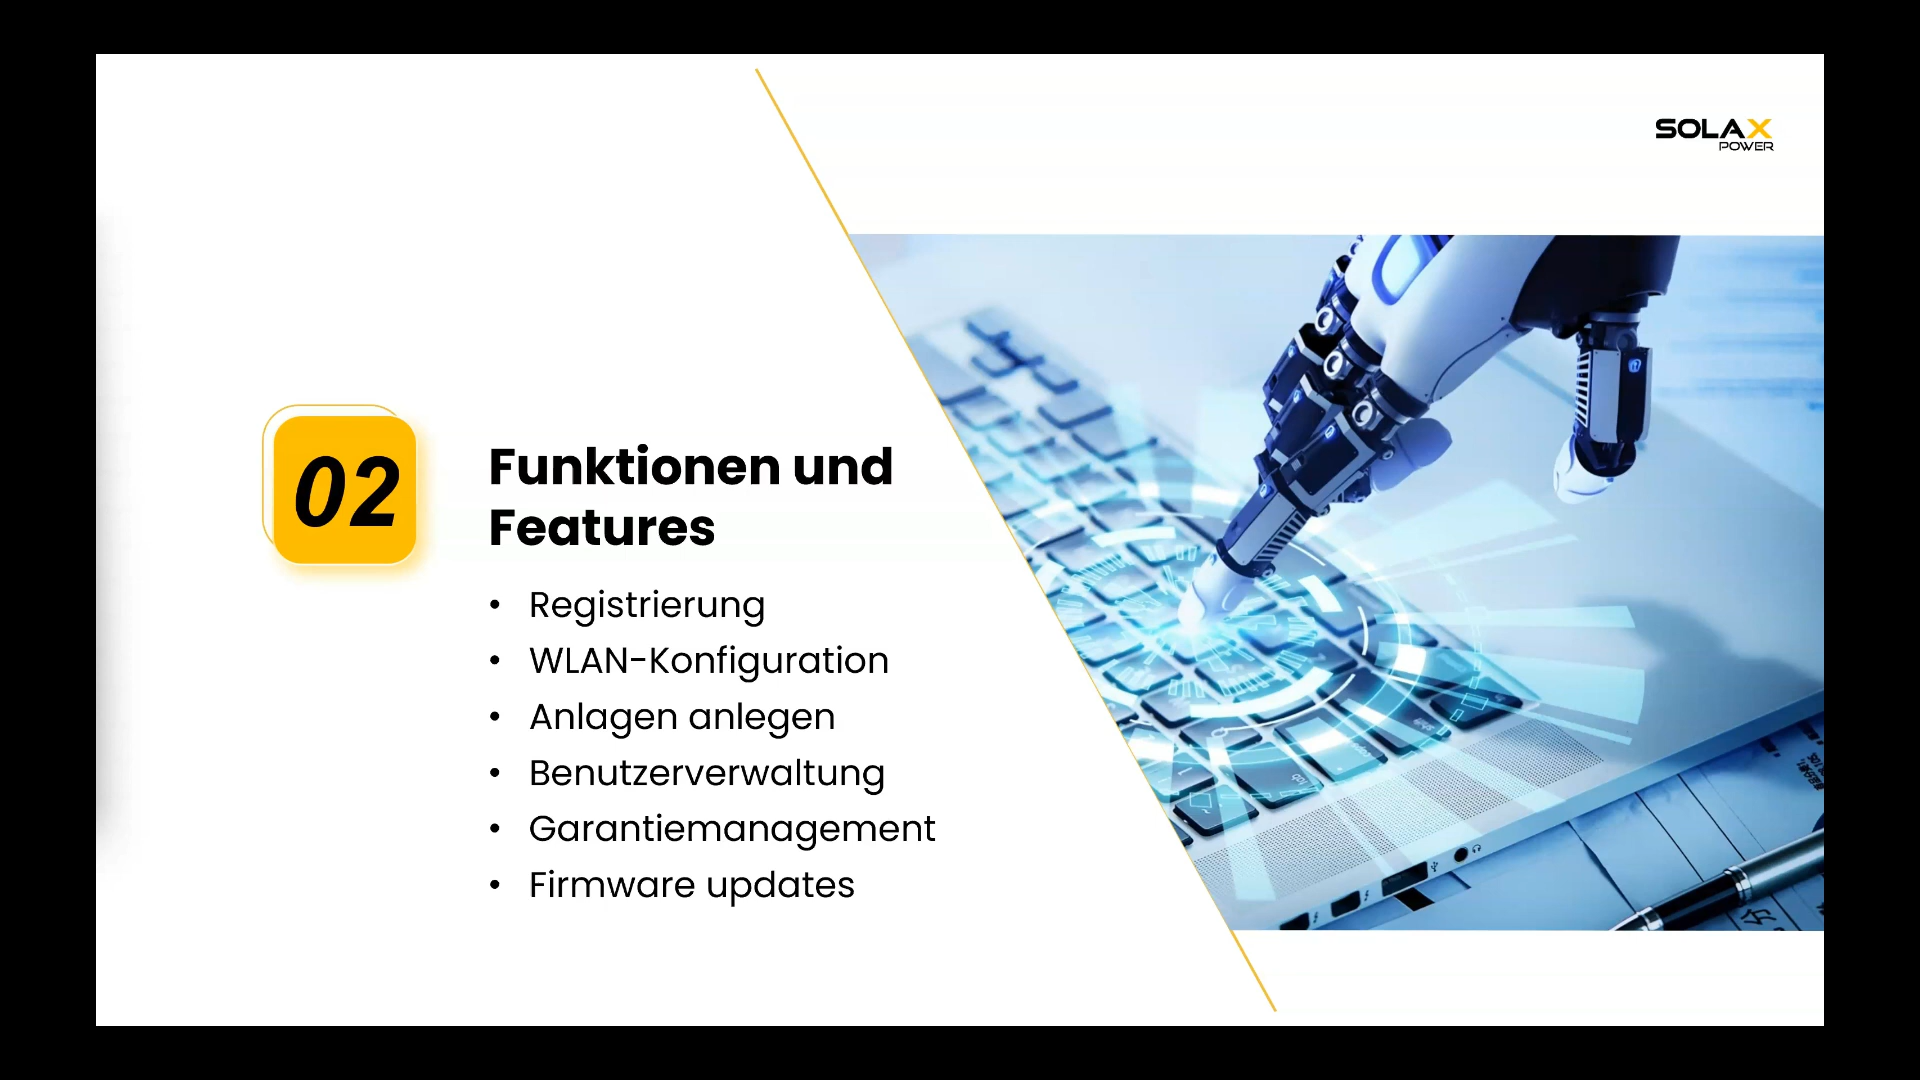 SOLAX
POWER
02
Funktionen und
Features
• Registrierung
• WLAN-Konfiguration
• Anlagen anlegen
• Benutzerverwaltung
• Garantiemanagement
• Firmware updates